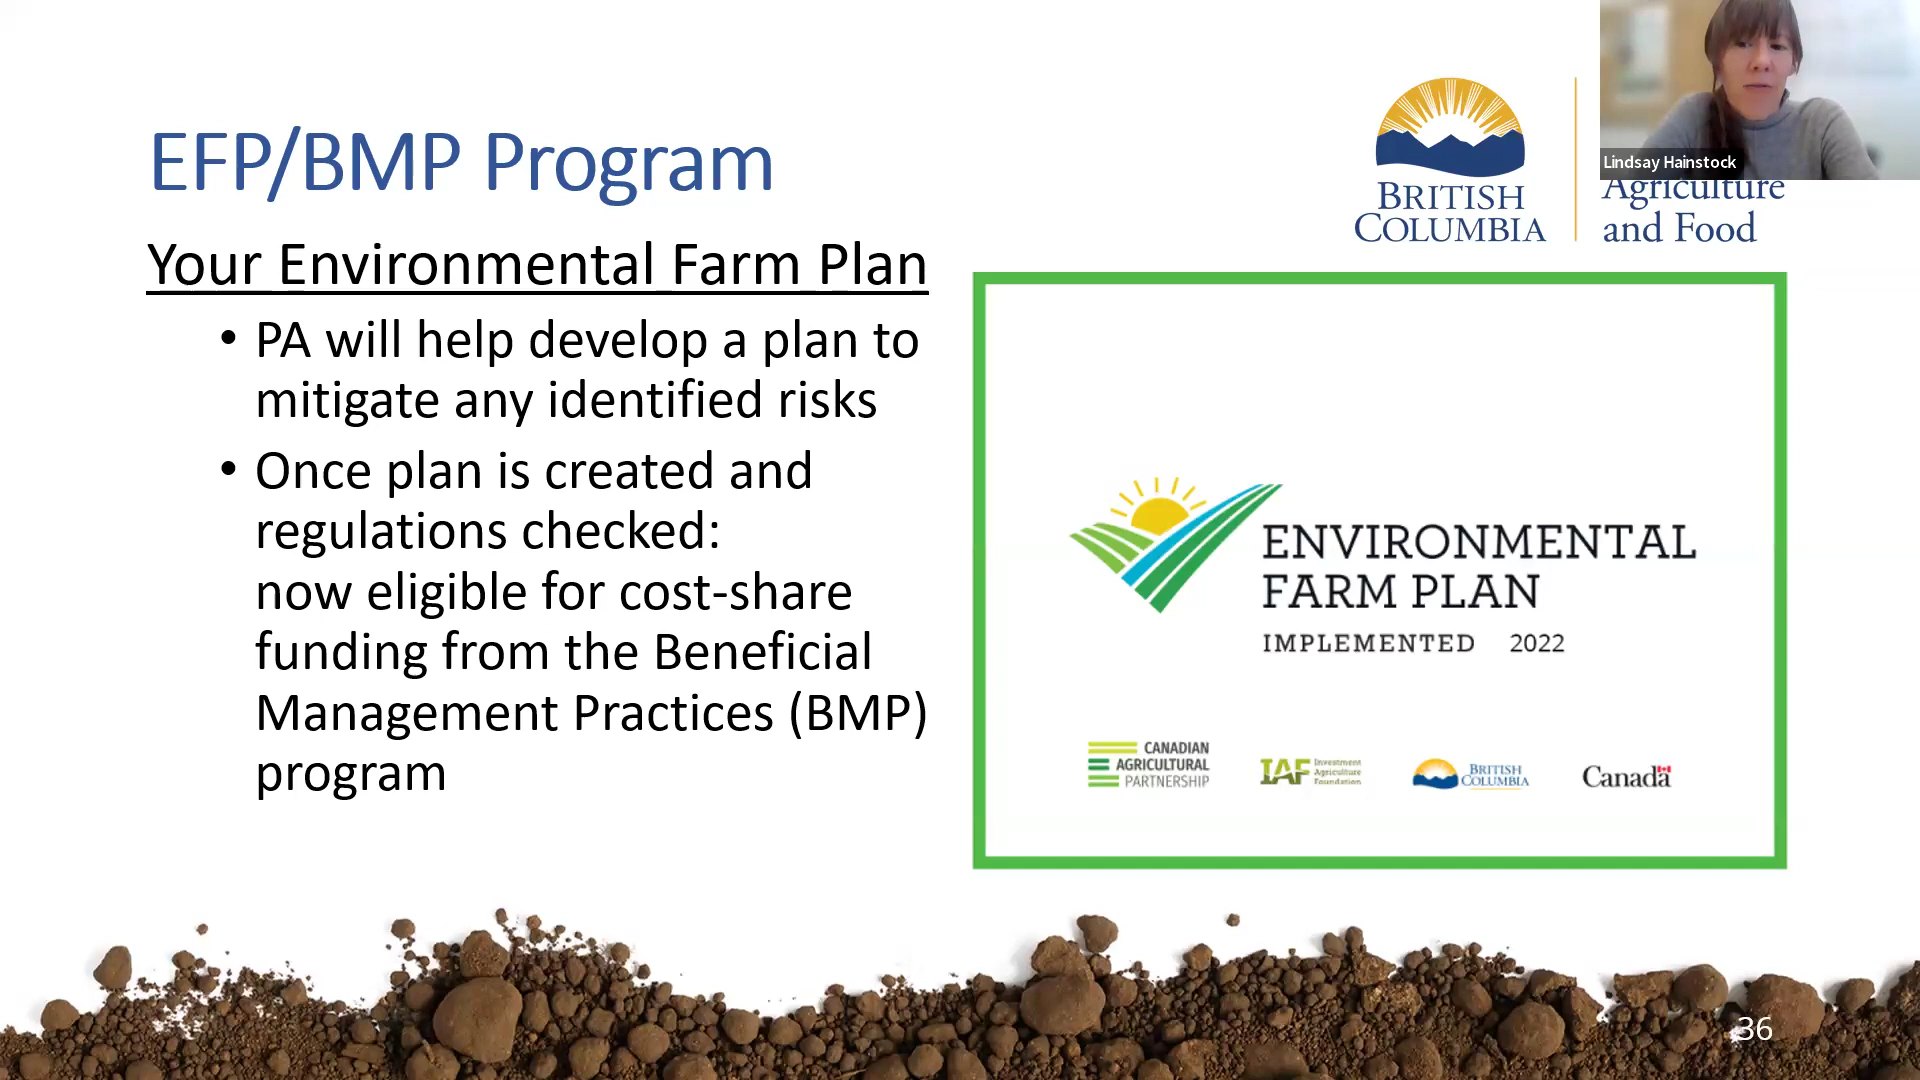 EFP/BMP Program
Your Environmental Farm Plan
• PA will help develop a plan to
mitigate any identified risks
• Once plan is created and
regulations checked:
now eligible for cost-share
funding from the Beneficial
Management Practices (BMP)
program
BRITISH
COLUMBIA
Agriculture
and Food
Lindsay Hainstock
ENVIRONMENTAL
FARM PLAN
IMPLEMENTED 2022
CANADIAN
AGRICULTURAL
PARTNERSHIP
IAF
Investment
Agriculture
Foundation
BRITISH
COLUMBIA
Canada
36